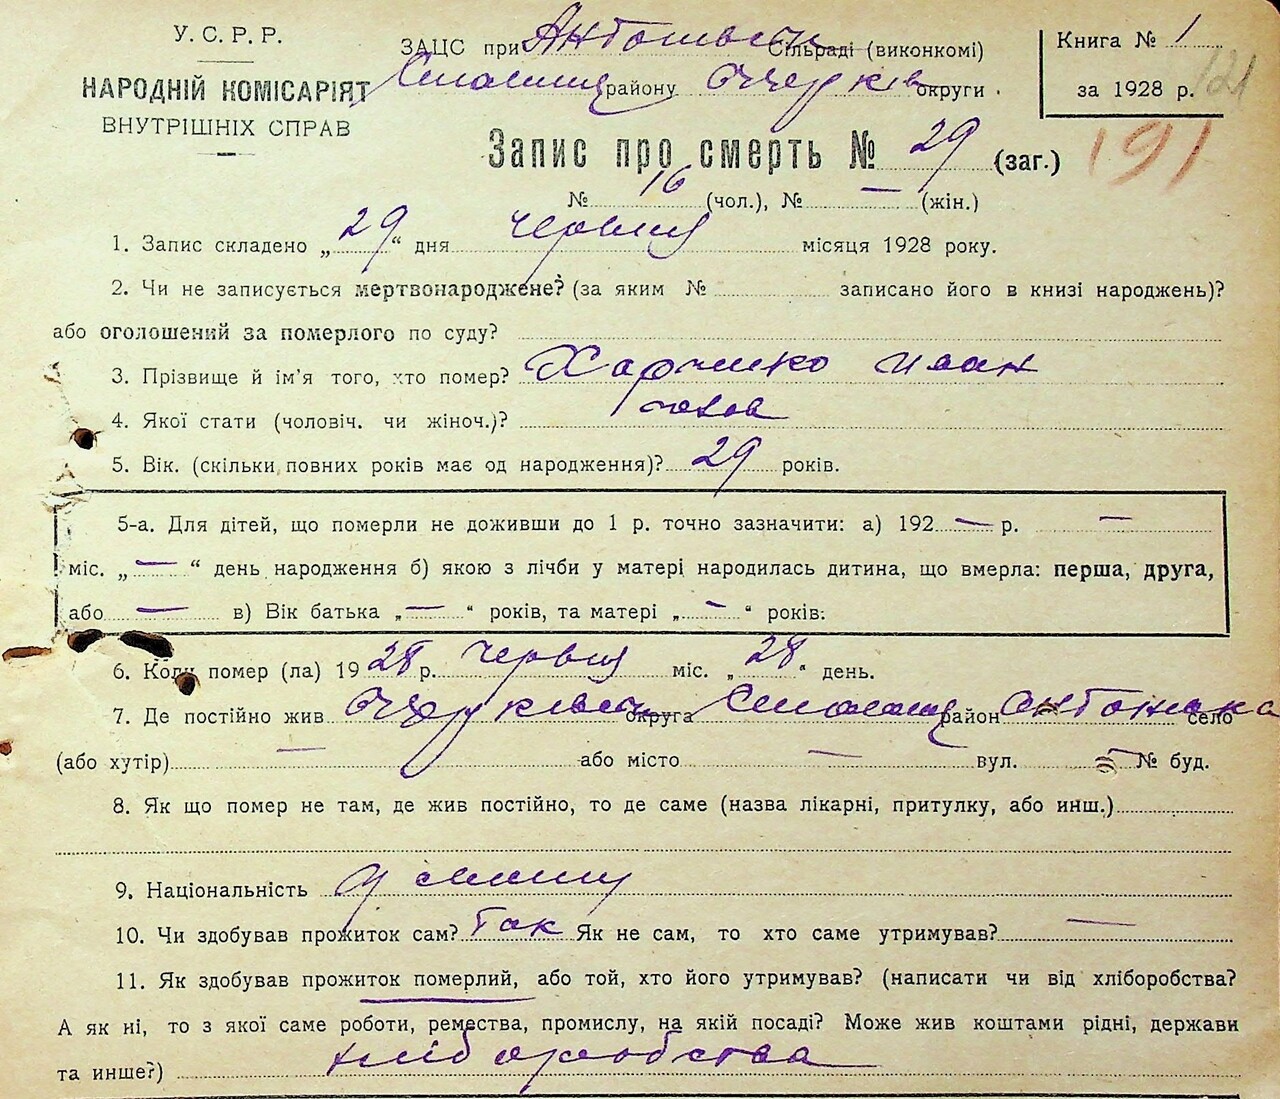 У. С. Р. Р.
НАРОДНІЙ КОМІСАРІЯТ
ВНУТРІШНІХ СПРАВ
ЗАЦС при Сільраді (виконкомі)
району округи.
Книга № 1
за 1928 р. 121
191
Запис про смерть № 29 (заг.)
№ 16 (чол.), № — (жін.)
1. Запис складено „29“ дня червня місяця 1928 року.
2. Чи не записується мертвонароджене? (за яким № записано його в книзі народжень)?
або оголошений за померлого по суду?
3. Прізвище й ім'я того, хто помер? Харченко Иван
4. Якої стати (чоловіч. чи жіноч.)? чолов
5. Вік. (скільки повних років має од народження)? 29 років.
5-а. Для дітей, що померли не доживши до 1 р. точно зазначити: а) 192 — р. —
міс. „—“ день народження б) якою з лічби у матері народилась дитина, що вмерла: перша, друга,
або — в) Вік батька „—“ років, та матері „—“ років.
6. Коли помер (ла) 1928 р. червня міс. „28“ день.
7. Де постійно жив округа район Антонівка село
(або хутір) — або місто — вул. — № буд.
8. Як що помер не там, де жив постійно, то де саме (назва лікарні, притулку, або инш.)
9. Національність
10. Чи здобував прожиток сам? Так Як не сам, то хто саме утримував? —
11. Як здобував прожиток померлий, або той, хто його утримував? (написати чи від хліборобства?
А як ні, то з якої саме роботи, ремества, промислу, на якій посаді? Може жив коштами рідні, держави
та инше?) хліборобства